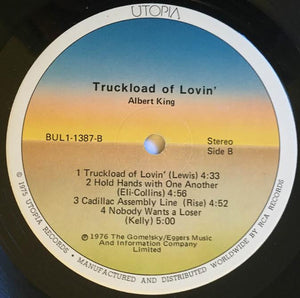 UTOPIA
Truckload of Lovin'
Albert King
BUL1-1387-B
Stereo
Side B
1 Truckload of Lovin' (Lewis) 4:33
2 Hold Hands with One Another
(Eli-Collins) 4:56
3 Cadillac Assembly Line (Rise) 4:52
4 Nobody Wants a Loser
(Kelly) 5:00
℗1976 The Gomelsky/Eggers Music
And Information Company
Limited
© 1975 UTOPIA RECORDS • MANUFACTURED AND DISTRIBUTED WORLDWIDE BY RCA RECORDS •